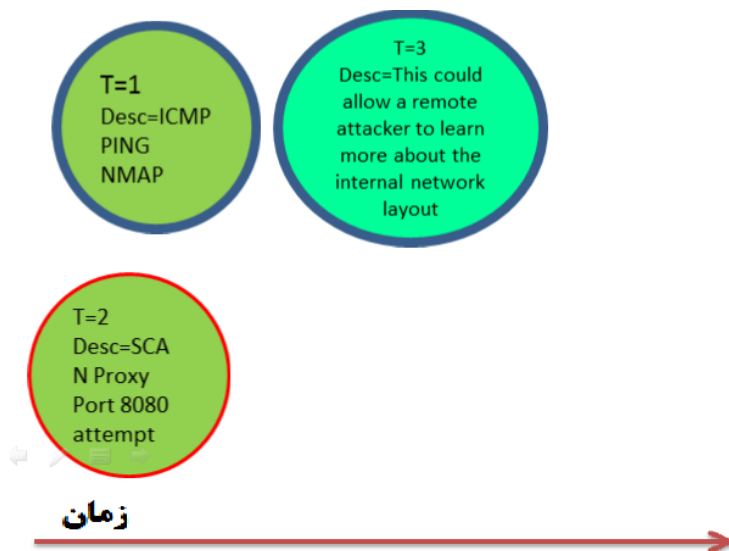 T=1
Desc=ICMP
PING
NMAP
T=3
Desc=This could
allow a remote
attacker to learn
more about the
internal network
layout
T=2
Desc=SCA
N Proxy
Port 8080
attempt
زمان